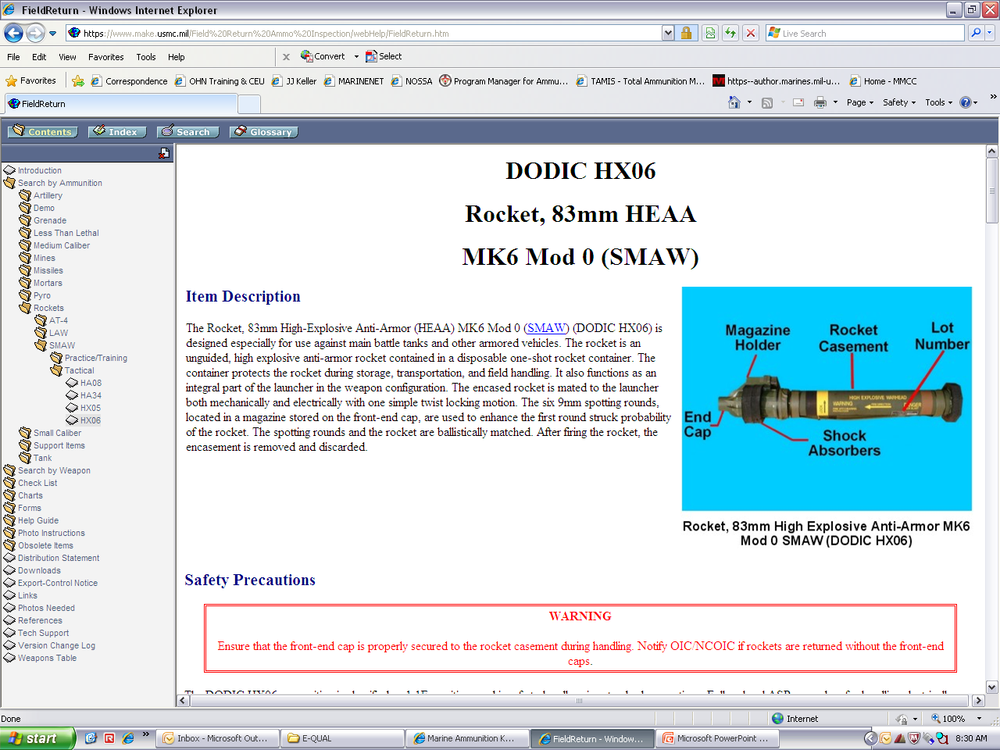 FieldReturn - Windows Internet Explorer
https://www.make.usmc.mil/Field%20Return%20Ammo%20Inspection/webHelp/FieldReturn.htm
Live Search
File Edit View Favorites Tools Help
x Convert Select
Favorites Correspondence OHN Training & CEU JJ Keller MARINENET NOSSA Program Manager for Ammu... TAMIS - Total Ammunition M... https--author.marines.mil-u... Home - MMCC
FieldReturn
Page Safety Tools
Contents Index Search Glossary
Introduction
Search by Ammunition
Artillery
Demo
Grenade
Less Than Lethal
Medium Caliber
Mines
Missiles
Mortars
Pyro
Rockets
AT-4
LAW
SMAW
Practice/Training
Tactical
HA08
HA34
HX05
HX06
Small Caliber
Support Items
Tank
Search by Weapon
Check List
Charts
Forms
Help Guide
Photo Instructions
Obsolete Items
Distribution Statement
Downloads
Export-Control Notice
Links
Photos Needed
References
Tech Support
Version Change Log
Weapons Table
DODIC HX06
Rocket, 83mm HEAA
MK6 Mod 0 (SMAW)
Item Description
The Rocket, 83mm High-Explosive Anti-Armor (HEAA) MK6 Mod 0 (SMAW) (DODIC HX06) is
designed especially for use against main battle tanks and other armored vehicles. The rocket is an
unguided, high explosive anti-armor rocket contained in a disposable one-shot rocket container. The
container protects the rocket during storage, transportation, and field handling. It also functions as an
integral part of the launcher in the weapon configuration. The encased rocket is mated to the launcher
both mechanically and electrically with one simple twist locking motion. The six 9mm spotting rounds,
located in a magazine stored on the front-end cap, are used to enhance the first round struck probability
of the rocket. The spotting rounds and the rocket are ballistically matched. After firing the rocket, the
encasement is removed and discarded.
Magazine
Holder
Rocket
Casement
Lot
Number
HIGH EXPLOSIVE WARHEAD
WARNING
End
Cap
Shock
Absorbers
Rocket, 83mm High Explosive Anti-Armor MK6
Mod 0 SMAW (DODIC HX06)
Safety Precautions
WARNING
Ensure that the front-end cap is properly secured to the rocket casement during handling. Notify OIC/NCOIC if rockets are returned without the front-end
caps.
Done Internet 100%
start Inbox - Microsoft Out... E-QUAL Marine Ammunition K... FieldReturn - Window... Microsoft PowerPoint ... 8:30 AM